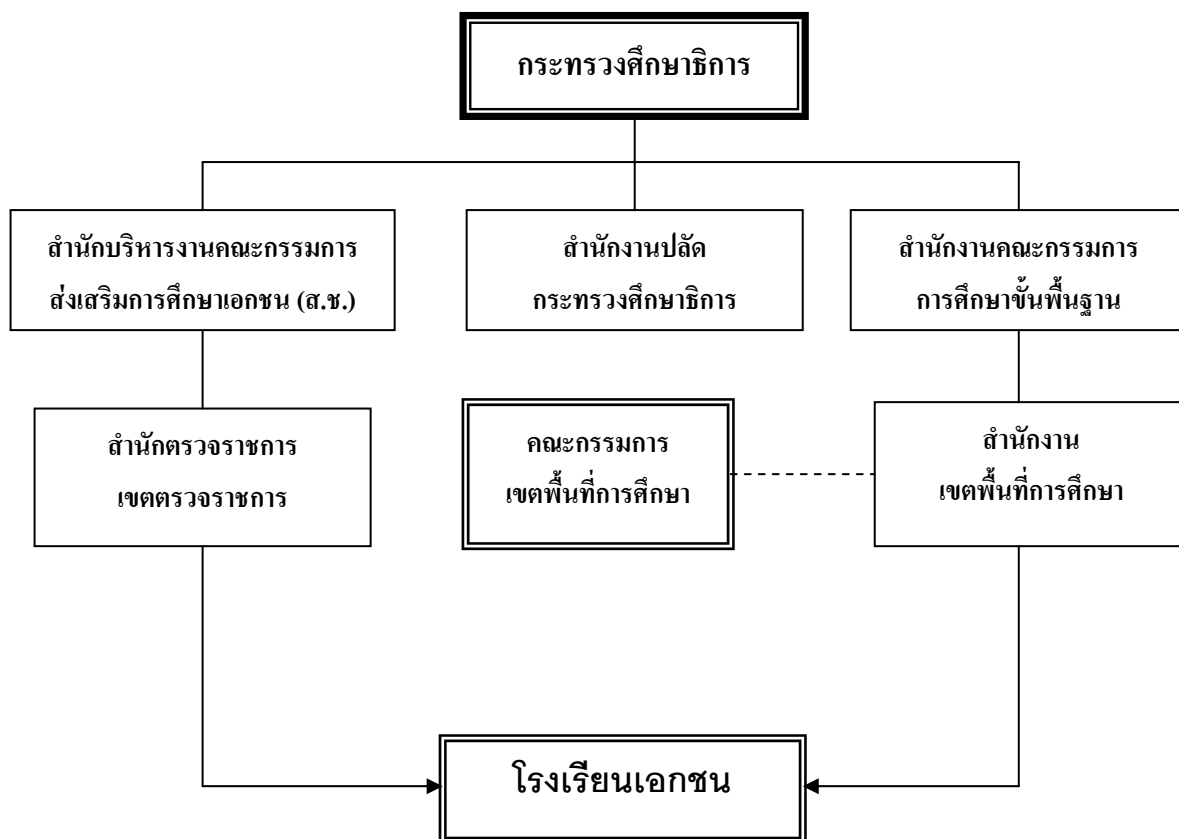 กระทรวงศึกษาธิการ
สำนักบริหารงานคณะกรรมการ
ส่งเสริมการศึกษาเอกชน (ส.ช.)
สำนักงานปลัด
กระทรวงศึกษาธิการ
สำนักงานคณะกรรมการ
การศึกษาขั้นพื้นฐาน
สำนักตรวจราชการ
เขตตรวจราชการ
คณะกรรมการ
เขตพื้นที่การศึกษา
สำนักงาน
เขตพื้นที่การศึกษา
โรงเรียนเอกชน